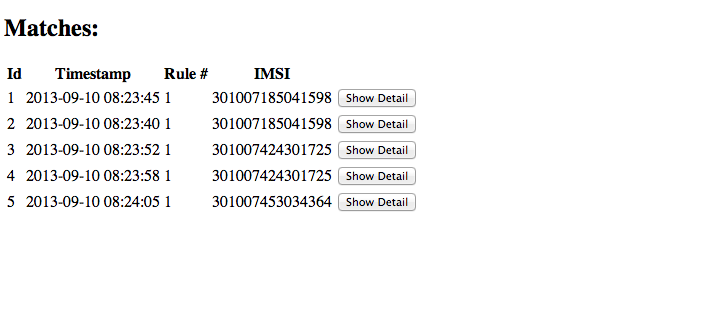 Matches:
Id Timestamp Rule # IMSI
1 2013-09-10 08:23:45 1 301007185041598 Show Detail
2 2013-09-10 08:23:40 1 301007185041598 Show Detail
3 2013-09-10 08:23:52 1 301007424301725 Show Detail
4 2013-09-10 08:23:58 1 301007424301725 Show Detail
5 2013-09-10 08:24:05 1 301007453034364 Show Detail